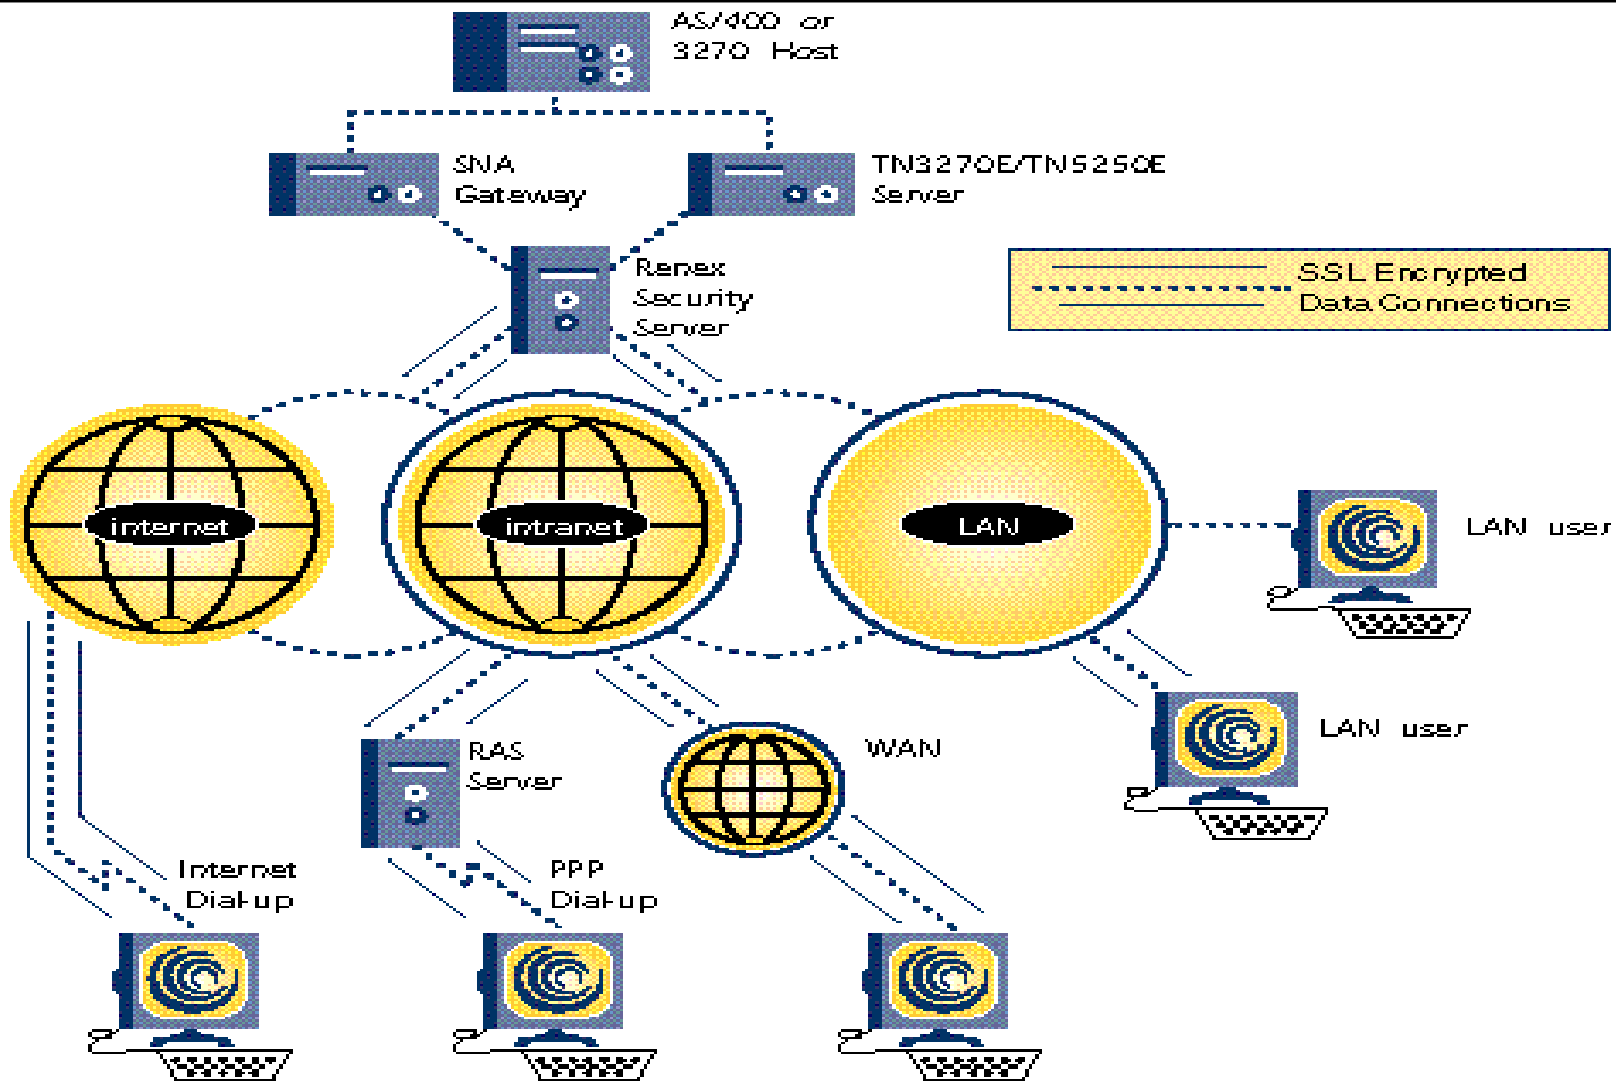 AS/400 or
3270 Host
SNA
Gateway
TN3270E/TN5250E
Server
Renex
Security
Server
SSL Encrypted
Data Connections
internet
intranet
LAN
LAN user
LAN user
RAS
Server
WAN
Internet
Dial-up
PPP
Dial-up